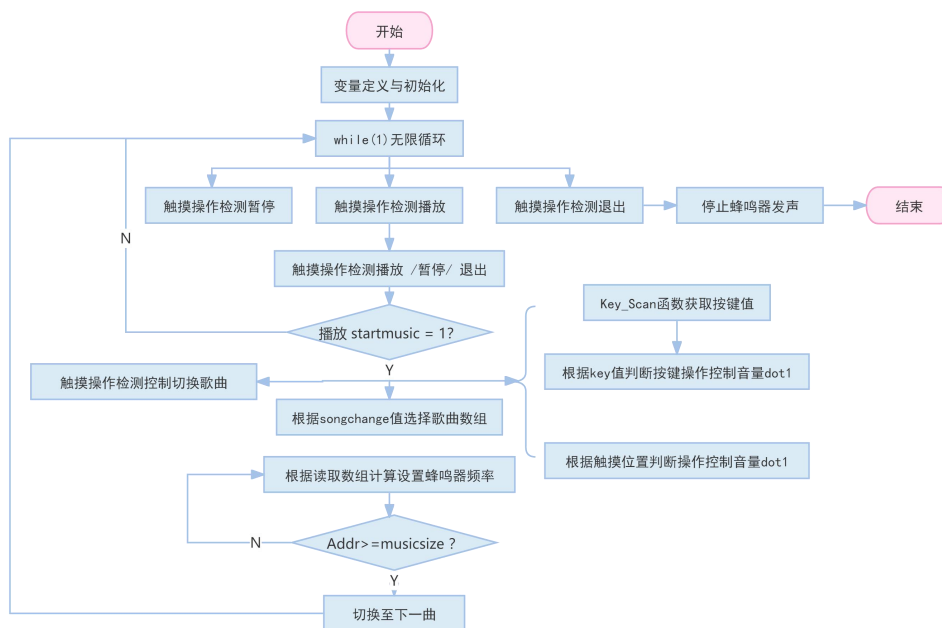 开始
变量定义与初始化
while(1)无限循环
触摸操作检测暂停
触摸操作检测播放
触摸操作检测退出
停止蜂鸣器发声
结束
N
触摸操作检测播放 /暂停/ 退出
Key_Scan函数获取按键值
播放 startmusic = 1?
Y
触摸操作检测控制切换歌曲
根据key值判断按键操作控制音量dot1
根据songchange值选择歌曲数组
根据触摸位置判断操作控制音量dot1
根据读取数组计算设置蜂鸣器频率
N
Addr>=musicsize ?
Y
切换至下一曲